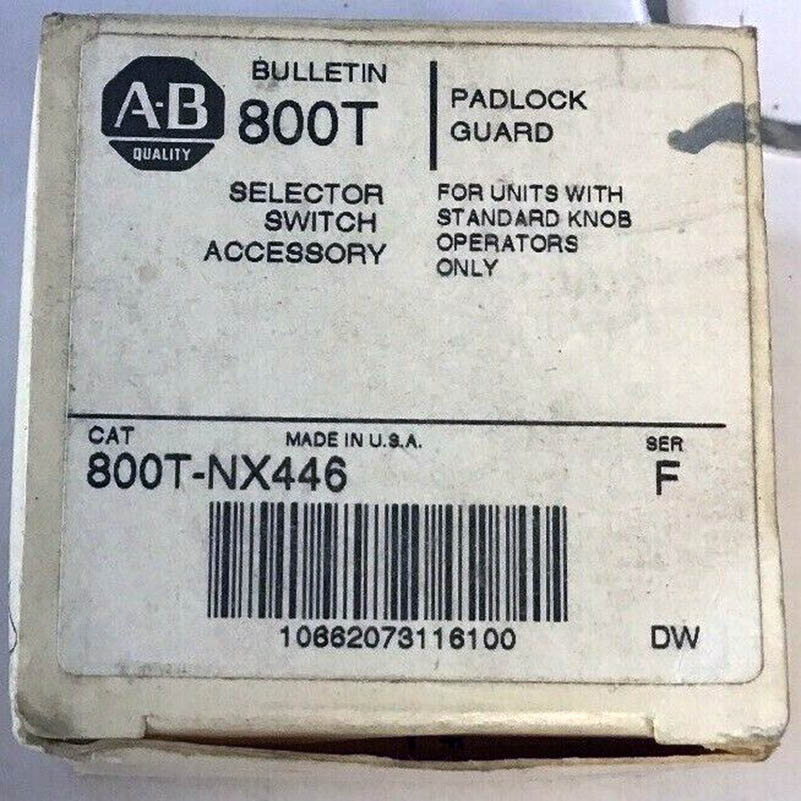 A-B
QUALITY
BULLETIN
800T
PADLOCK
GUARD
SELECTOR
SWITCH
ACCESSORY
FOR UNITS WITH
STANDARD KNOB
OPERATORS
ONLY
CAT
MADE IN U.S.A.
SER
800T-NX446
F
10662073116100
DW